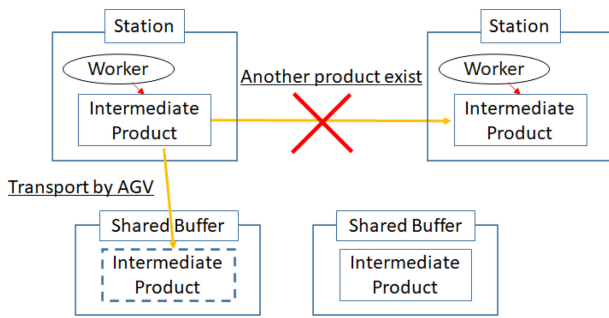 Station
Station
Worker
Worker
Another product exist
Intermediate
Product
Intermediate
Product
Transport by AGV
Shared Buffer
Shared Buffer
Intermediate
Product
Intermediate
Product